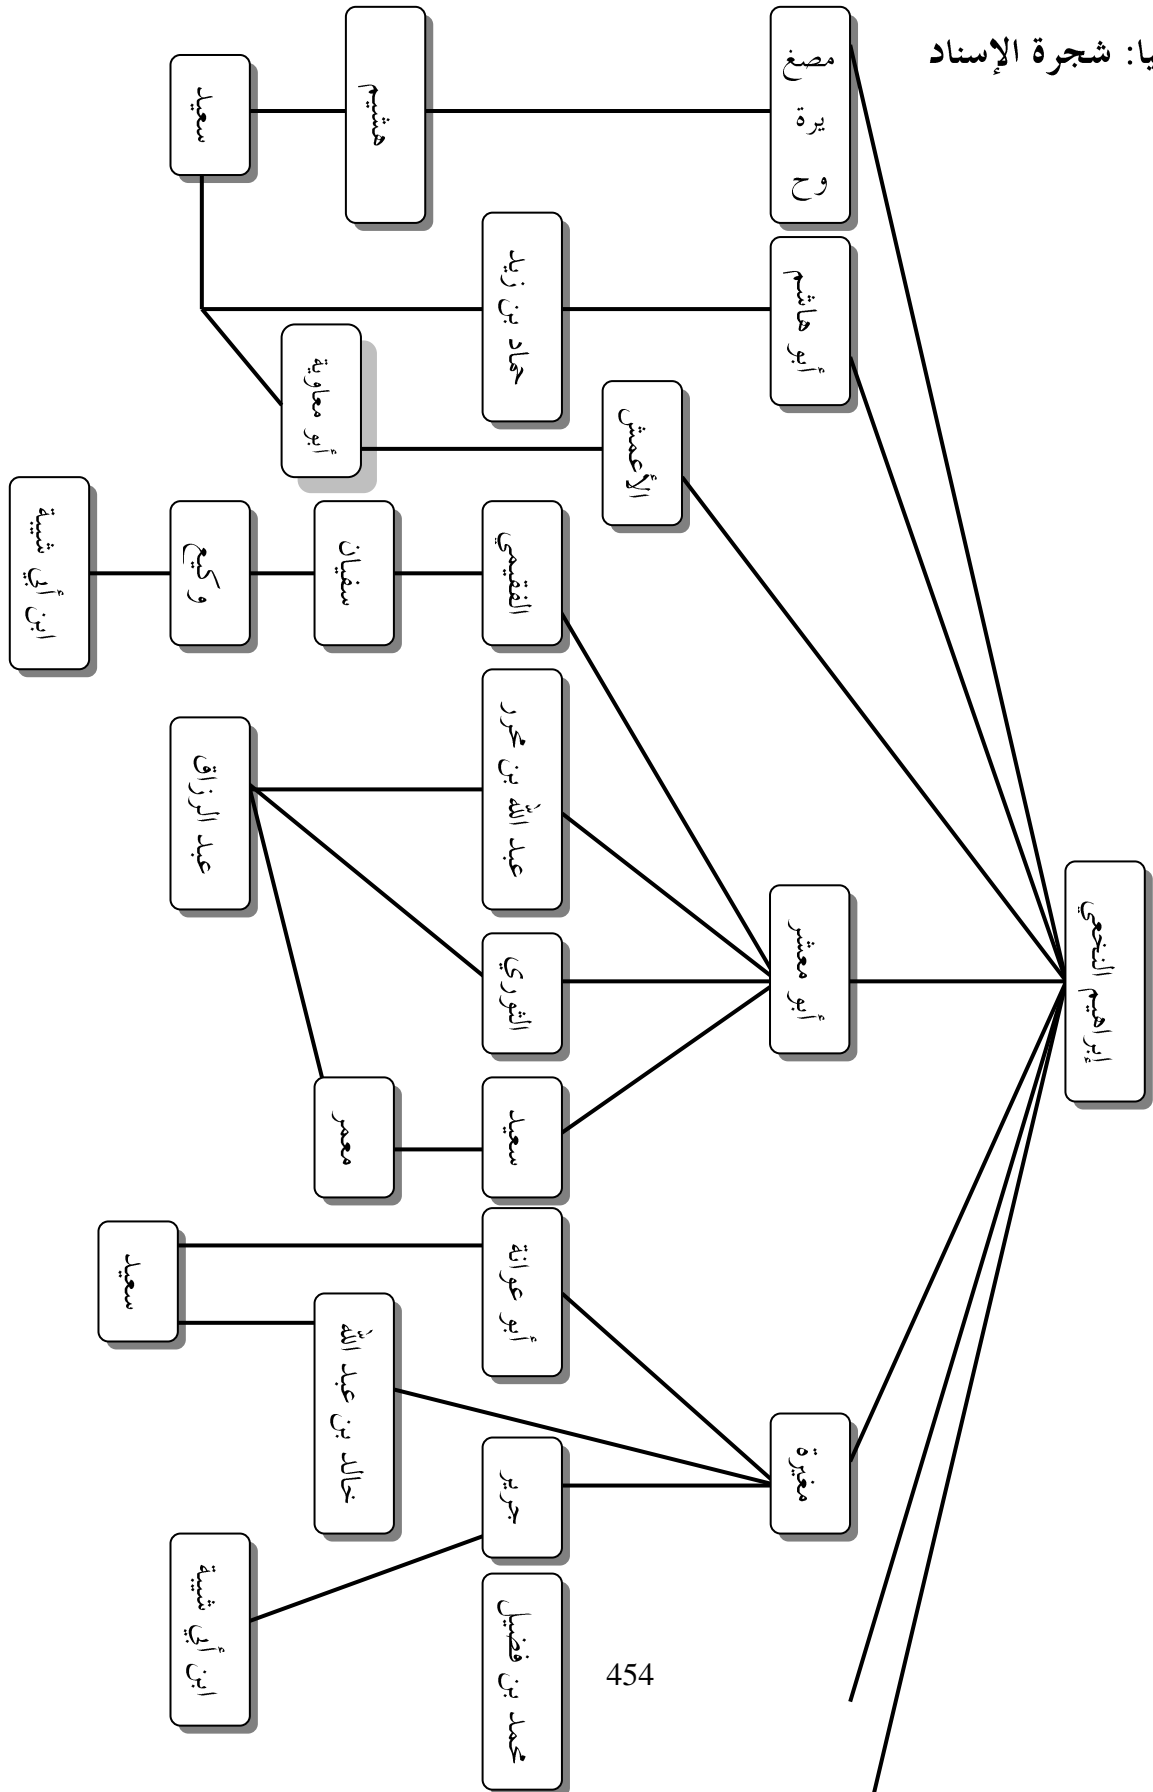 يا: شجرة الإسناد
إبراهيم النخعي
مصغ
يرة
وح
أبو هاشم
أبو معشر
مغيرة
الأعمش
حماد بن زيد
الفقيمي
عبد الله بن محرر
الثوري
سعيد
أبو عوانة
جرير
محمد بن فضيل
هشيم
أبو معاوية
سفيان
معمر
خالد بن عبد الله
سعيد
وكيع
عبد الرزاق
ابن أبي شيبة
سعيد
ابن أبي شيبة
454